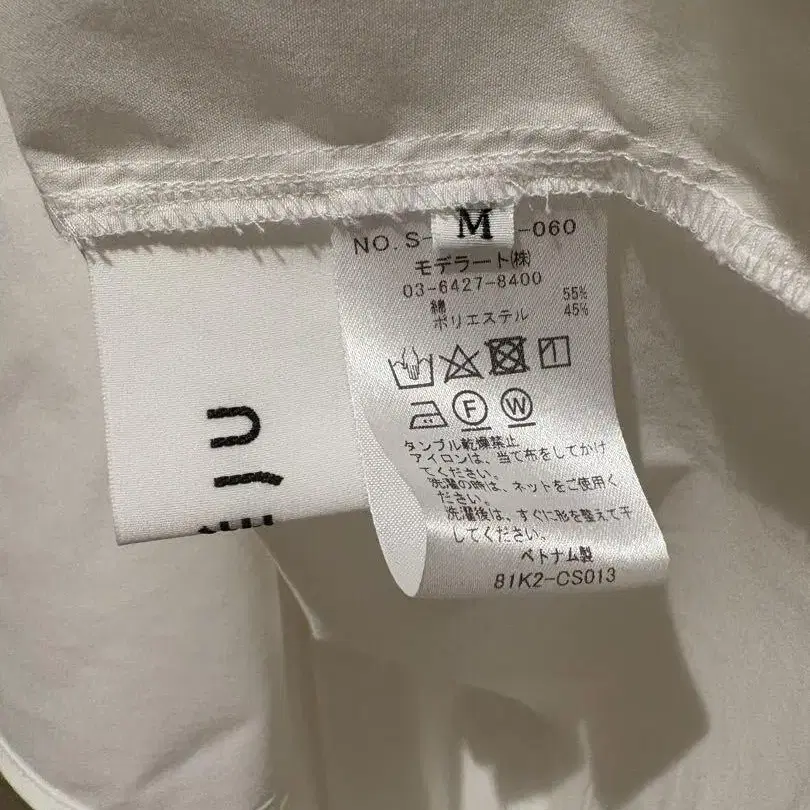 M
NO. S- -060
モデラート㈱
03-6427-8400
綿 55%
ポリエステル 45%
F W
タンブル乾燥禁止
アイロンは、当て布をしてかけ
てください。
洗濯の時は、ネットをご使用く
ださい。
洗濯後は、すぐに形を整えて干
してください。
ベトナム製
81K2-CS013